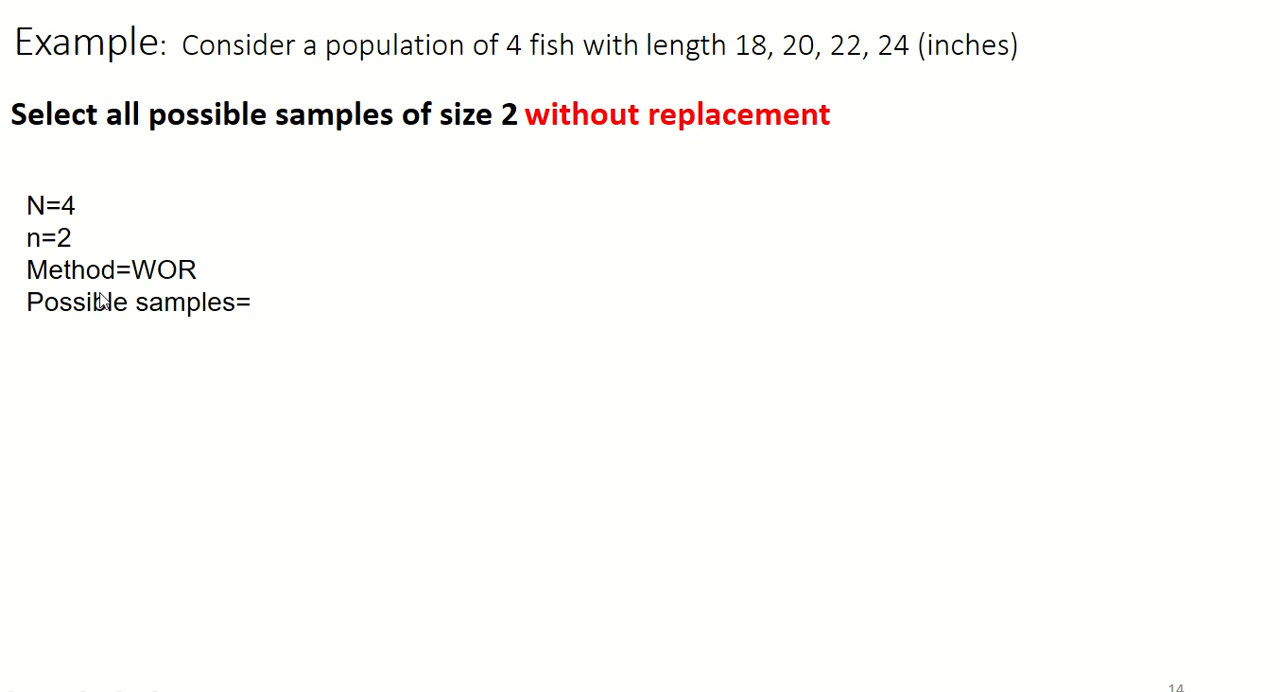 Example: Consider a population of 4 fish with length 18, 20, 22, 24 (inches)
Select all possible samples of size 2 without replacement
N=4
n=2
Method=WOR
Possible samples=
14